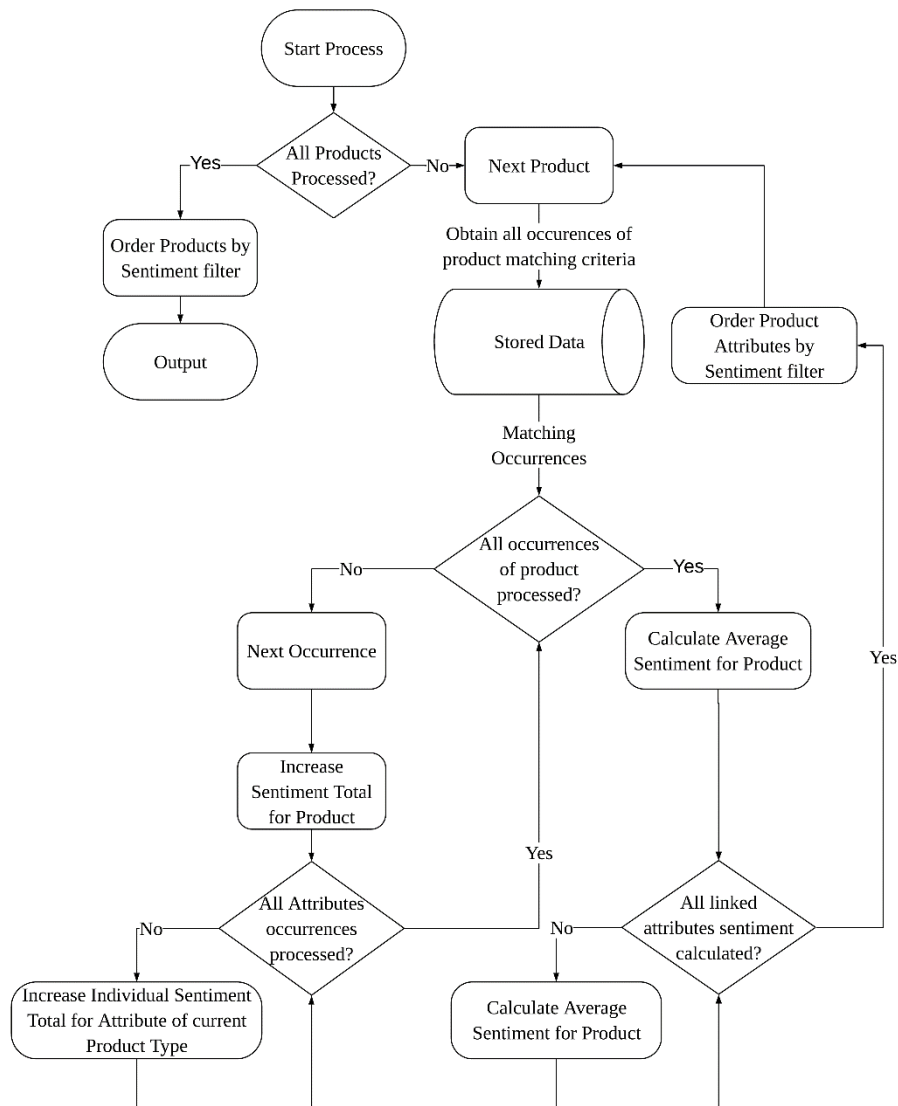 Start Process
All Products
Processed?
Yes
No
Next Product
Order Products by
Sentiment filter
Output
Obtain all occurences of
product matching criteria
Stored Data
Order Product
Attributes by
Sentiment filter
Matching
Occurrences
All occurrences
of product
processed?
No
Yes
Next Occurrence
Calculate Average
Sentiment for Product
Yes
Increase
Sentiment Total
for Product
Yes
All Attributes
occurrences
processed?
No
All linked
attributes sentiment
calculated?
No
Increase Individual Sentiment
Total for Attribute of current
Product Type
Calculate Average
Sentiment for Product